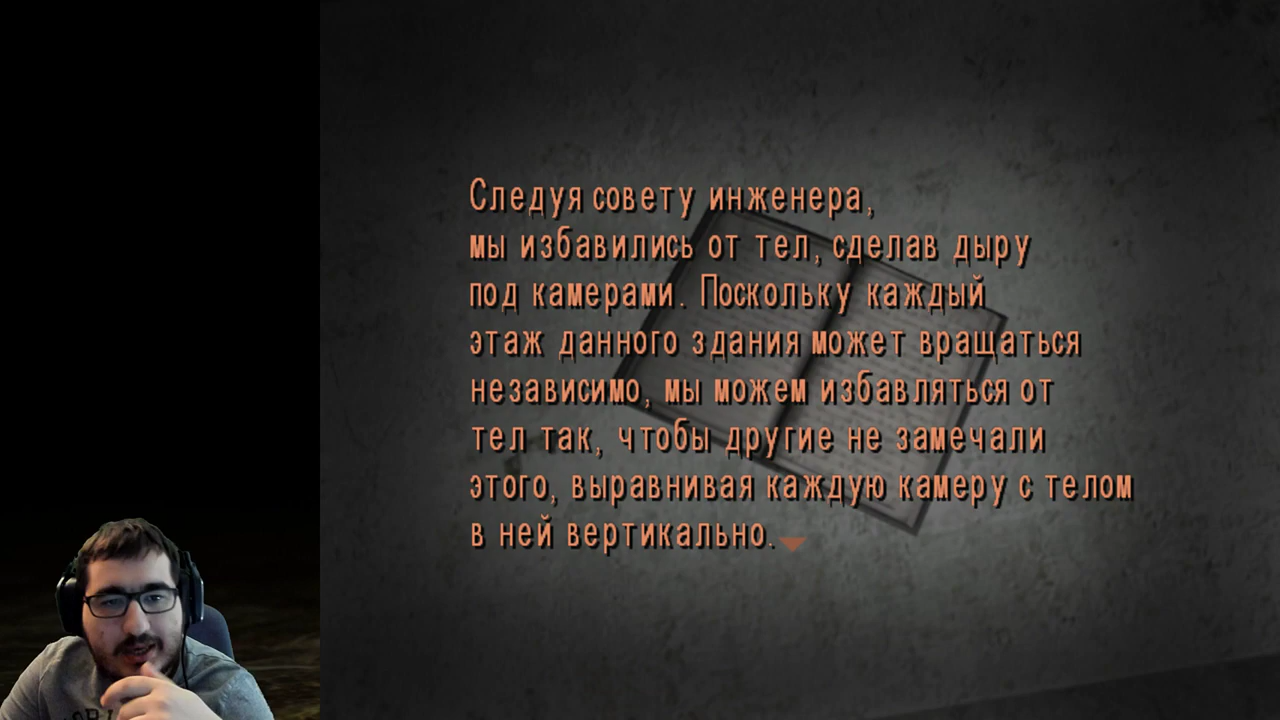 Следуя совету инженера,
мы избавились от тел, сделав дыру
под камерами. Поскольку каждый
этаж данного здания может вращаться
независимо, мы можем избавляться от
тел так, чтобы другие не замечали
этого, выравнивая каждую камеру с телом
в ней вертикально.